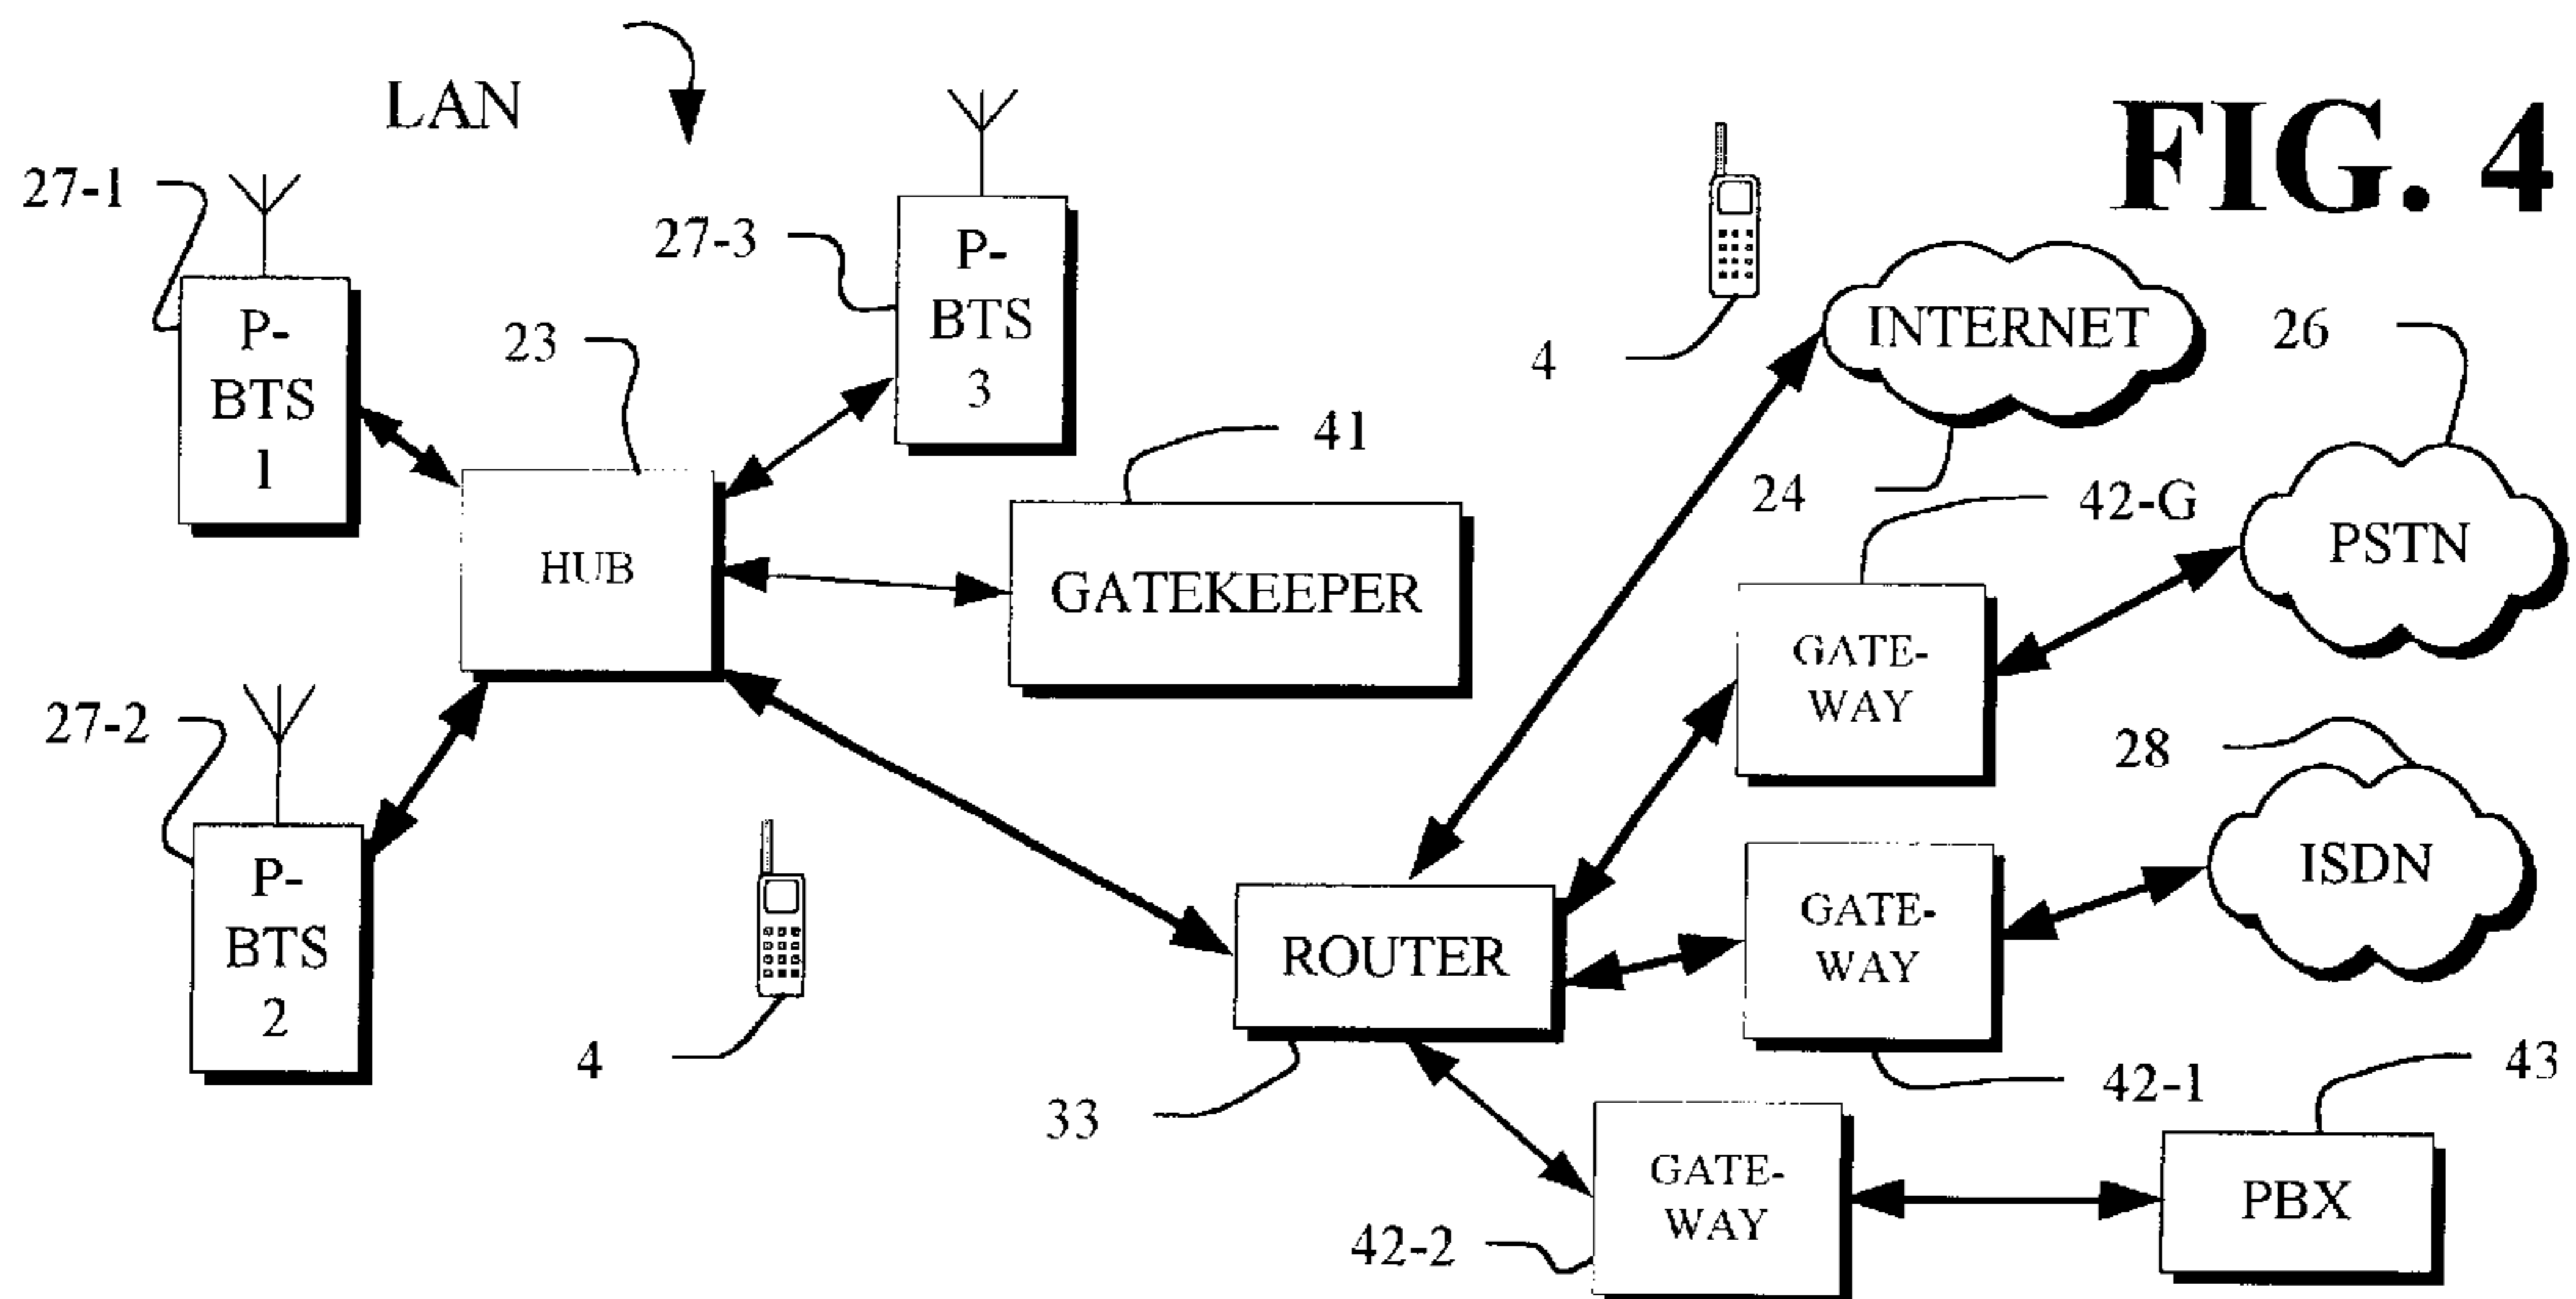 LAN
FIG. 4
27-1
P-
BTS
1
27-3
P-
BTS
3
23
HUB
41
GATEKEEPER
4
INTERNET
24
26
PSTN
42-G
GATE-
WAY
27-2
P-
BTS
2
4
ROUTER
33
28
ISDN
GATE-
WAY
42-1
43
PBX
GATE-
WAY
42-2